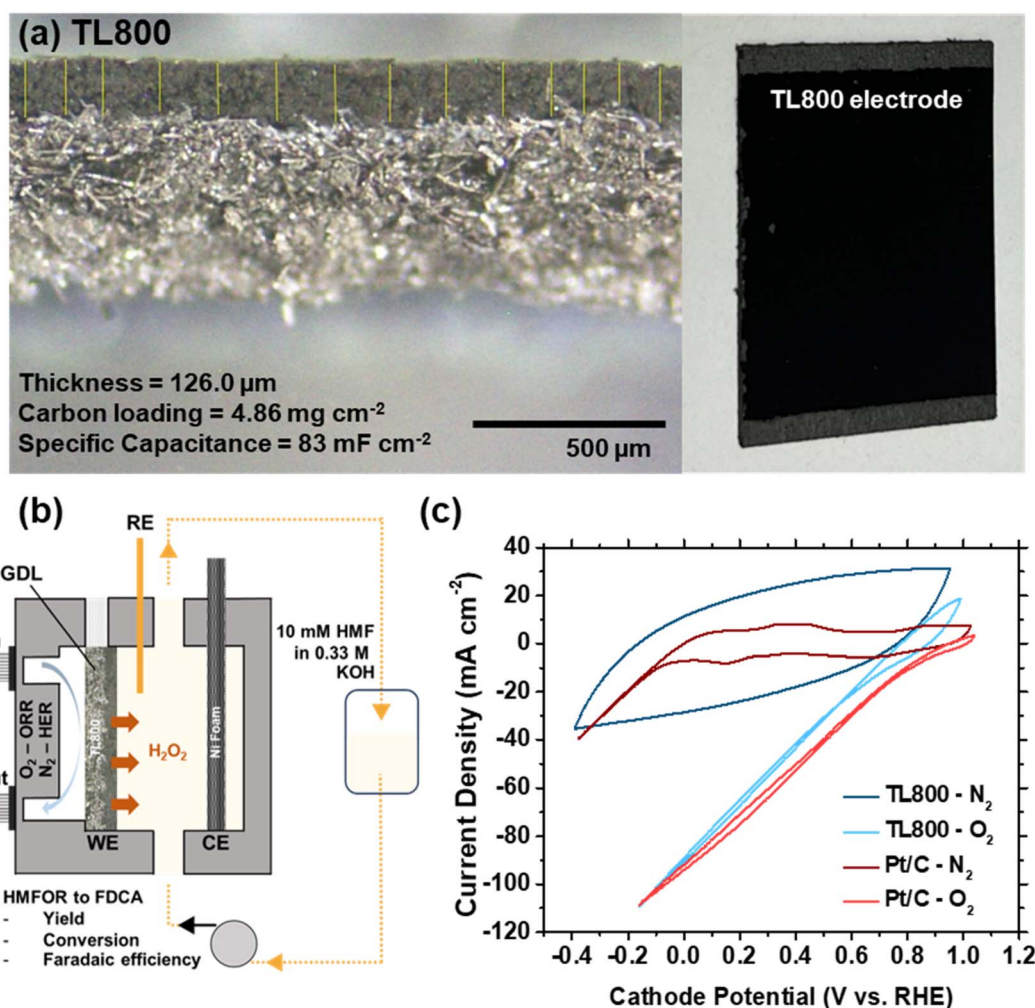 (a) TL800
TL800 electrode
Thickness = 126.0 µm
Carbon loading = 4.86 mg cm⁻²
Specific Capacitance = 83 mF cm⁻²
500 µm
(b)
RE
GDL
10 mM HMF
in 0.33 M
KOH
O₂ – ORR
N₂ – HER
TL800
H₂O₂
Ni Foam
WE
CE
HMFOR to FDCA
- Yield
- Conversion
- Faradaic efficiency
(c)
Current Density (mA cm⁻²)
40
20
0
-20
-40
-60
-80
-100
-120
TL800 - N₂
TL800 - O₂
Pt/C - N₂
Pt/C - O₂
-0.4 -0.2 0.0 0.2 0.4 0.6 0.8 1.0 1.2
Cathode Potential (V vs. RHE)